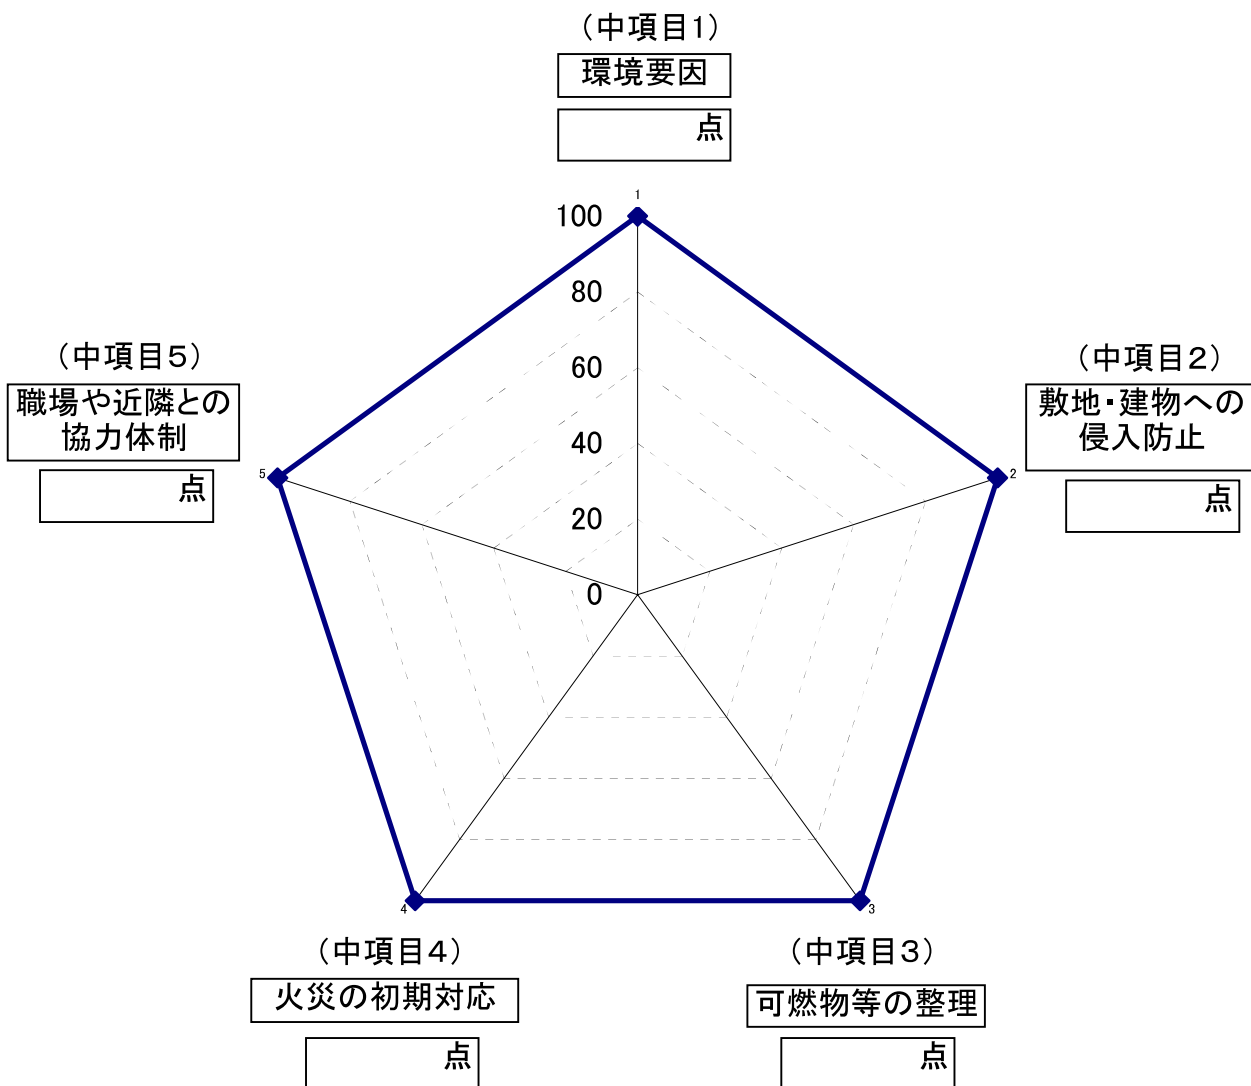 （中項目1）
環境要因
点
1
100
80
60
40
20
0
（中項目5）
職場や近隣との
協力体制
点
5
（中項目2）
敷地・建物への
侵入防止
点
2
4
3
（中項目4）
火災の初期対応
点
（中項目3）
可燃物等の整理
点